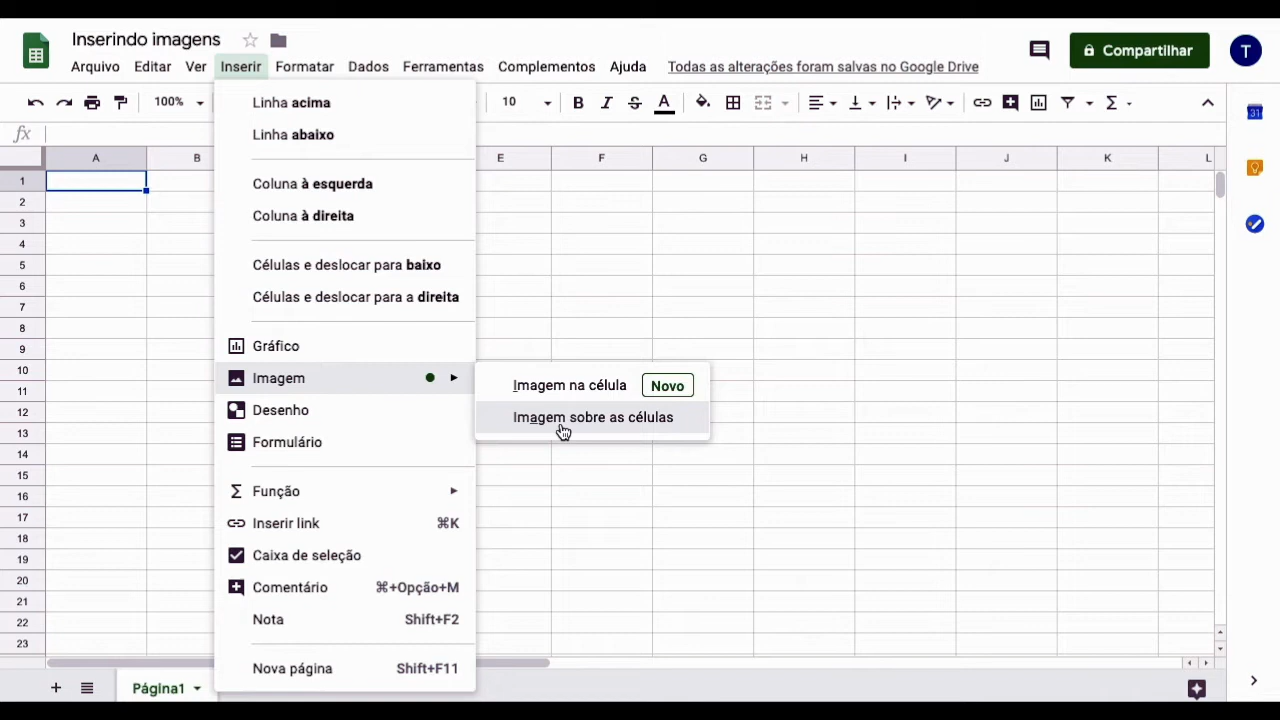 Inserindo imagens
Compartilhar
T
Arquivo Editar Ver Inserir Formatar Dados Ferramentas Complementos Ajuda Todas as alterações foram salvas no Google Drive
100% 10 B I S A Σ
31
fx
A B E F G H I J K L
1
2
3
4
5
6
7
8
9
10
11
12
13
14
15
16
17
18
19
20
21
22
23
Linha acima
Linha abaixo
Coluna à esquerda
Coluna à direita
Células e deslocar para baixo
Células e deslocar para a direita
Gráfico
Imagem
Desenho
Formulário
Σ Função
Inserir link ⌘K
Caixa de seleção
Comentário ⌘+Opção+M
Nota Shift+F2
Nova página Shift+F11
Imagem na célula Novo
Imagem sobre as células
+ Página1